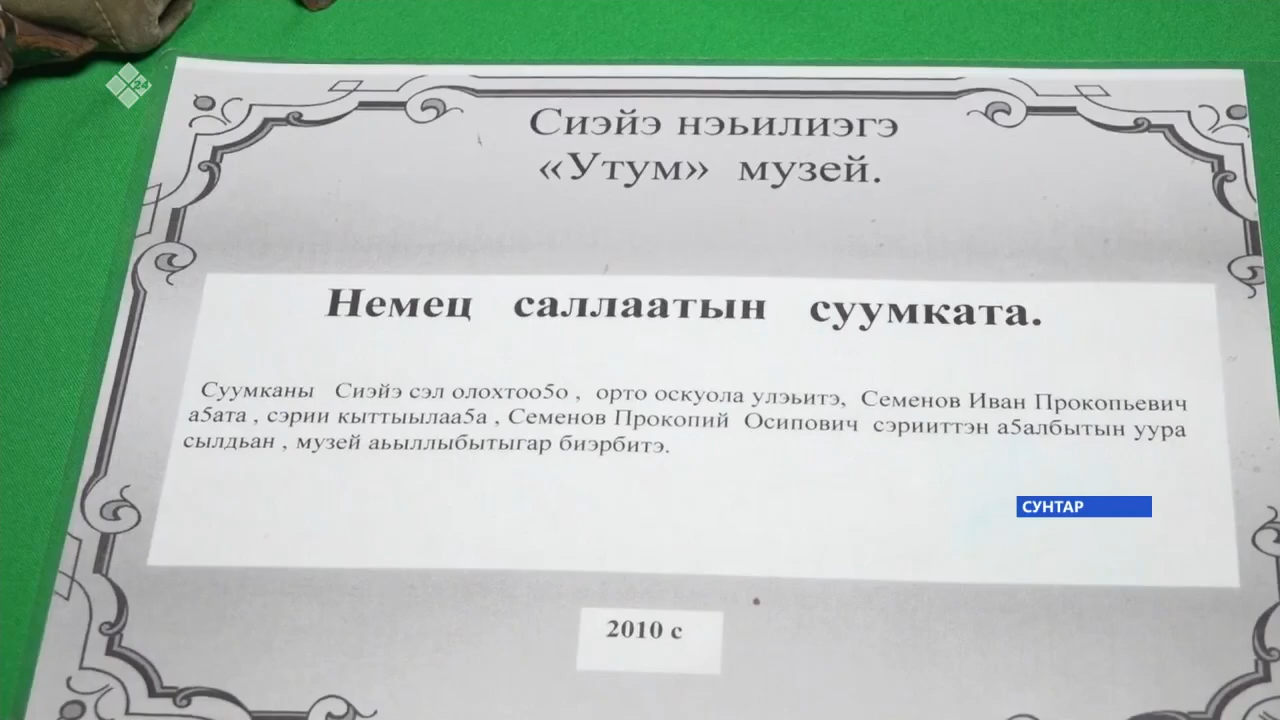 24
Сиэйэ нэьилиэгэ
«Утум» музей.
Немец саллаатын суумката.
Суумканы Сиэйэ сэл олохтоо5о , орто оскуола улэьитэ, Семенов Иван Прокопьевич
а5ата , сэрии кыттыылаа5а , Семенов Прокопий Осипович сэрииттэн а5албытын уура
сылдьан , музей аьыллыбытыгар биэрбитэ.
СУНТАР
2010 с